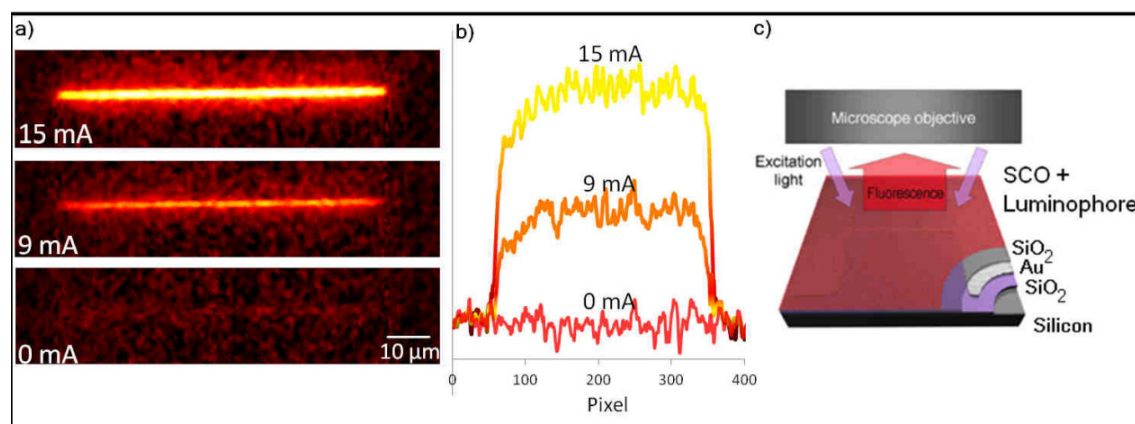 a)
15 mA
9 mA
0 mA
10 µm
b)
15 mA
9 mA
0 mA
0
100
200
300
400
Pixel
c)
Microscope objective
Excitation
light
Fluorescence
SCO +
Luminophore
SiO2
Au
SiO2
Silicon